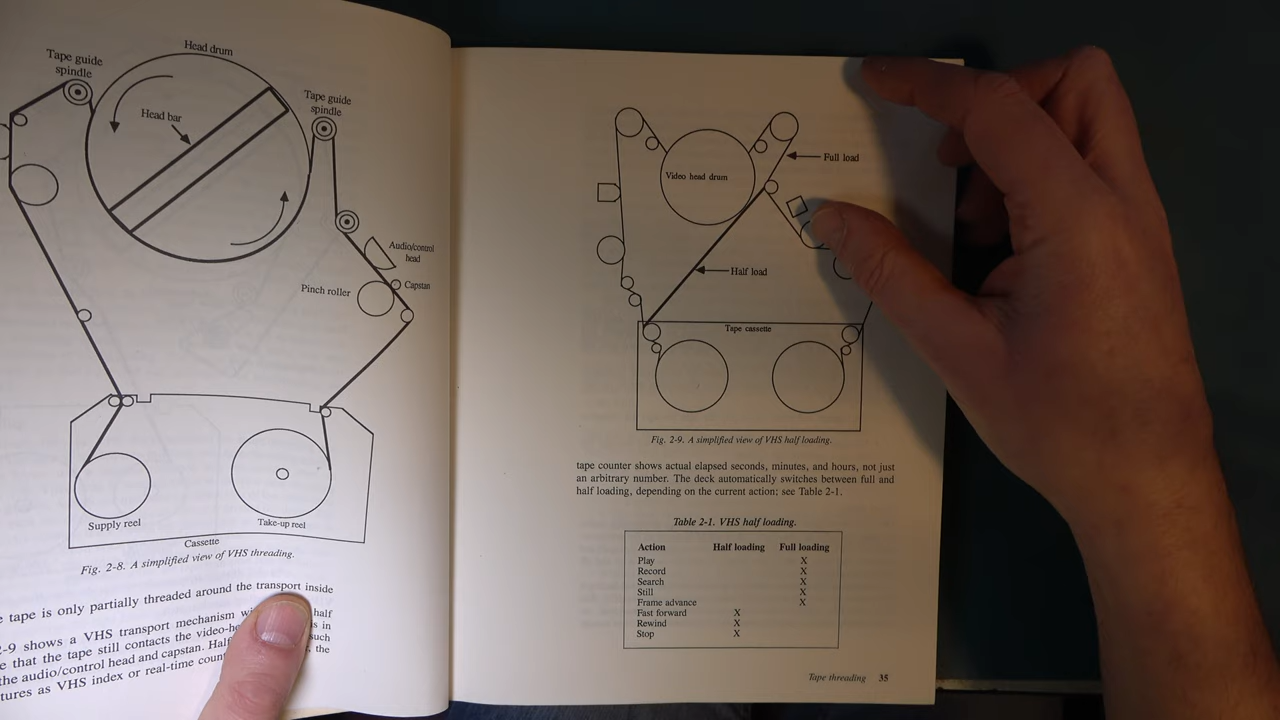 Head drum
Tape guide
spindle
Tape guide
spindle
Head bar
Audio/control
head
Capstan
Pinch roller
Supply reel
Take-up reel
Cassette
Fig. 2-8. A simplified view of VHS threading.
tape is only partially threaded around the transport inside
2-9 shows a VHS transport mechanism half
that the tape still contacts the in
the audio/control head and capstan. such
as VHS index or real-time the
Full load
Video head drum
Half load
Tape cassette
Fig. 2-9. A simplified view of VHS half loading.
tape counter shows actual elapsed seconds, minutes, and hours, not just
an arbitrary number. The deck automatically switches between full and
half loading, depending on the current action; see Table 2-1.
Table 2-1. VHS half loading.
Action Half loading Full loading
Play X
Record X
Search X
Still X
Frame advance X
Fast forward X
Rewind X
Stop X
Tape threading 35